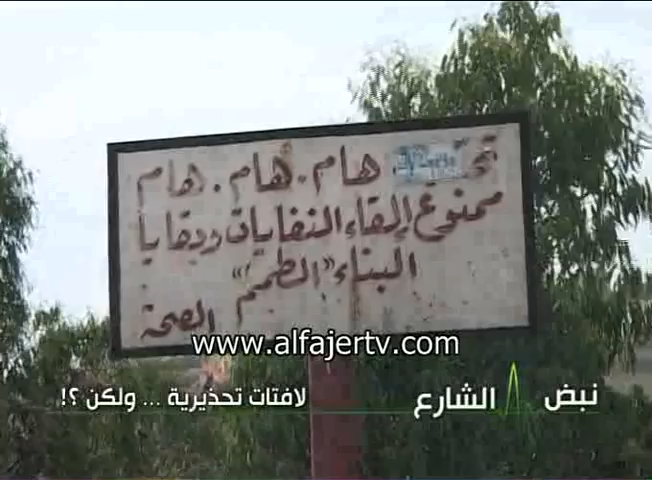 هام . هام . هام
ممنوع إلقاء النفايات وبقايا
البناء "الطمم"
الصحة
www.alfajertv.com
نبض الشارع
لافتات تحذيرية ... ولكن ؟!